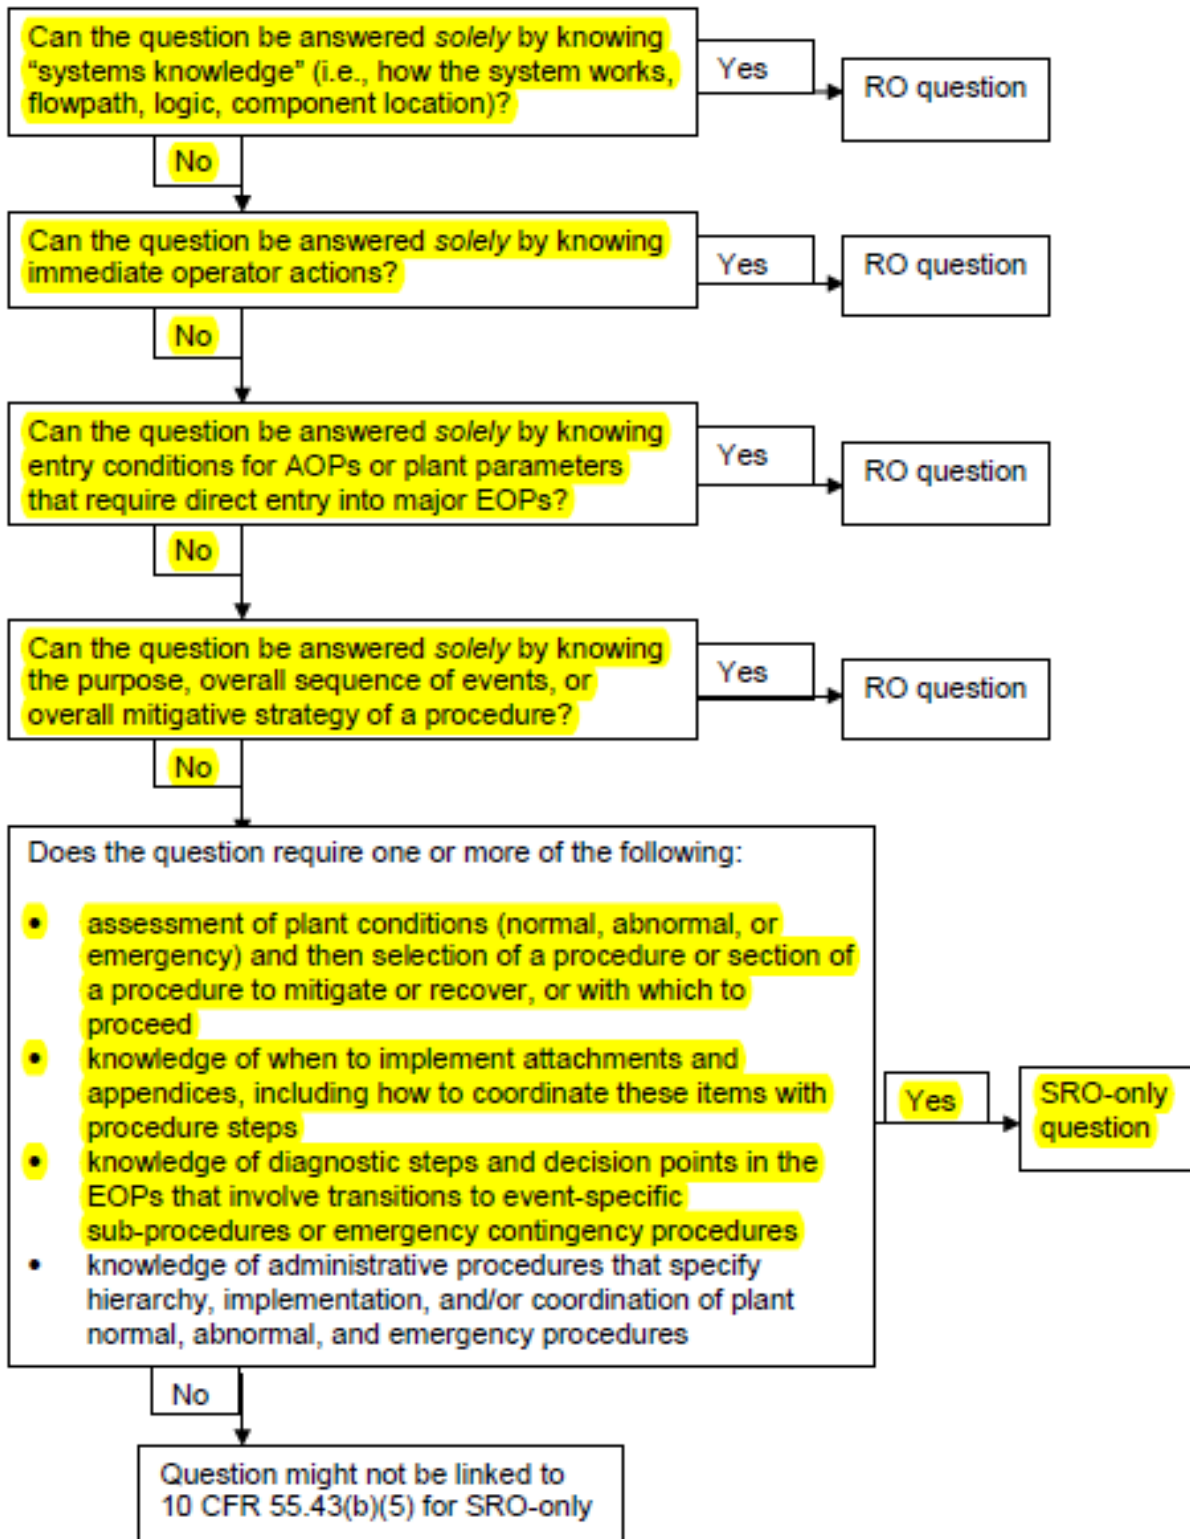 Can the question be answered solely by knowing
“systems knowledge” (i.e., how the system works,
flowpath, logic, component location)?
Yes
RO question
No
Can the question be answered solely by knowing
immediate operator actions?
Yes
RO question
No
Can the question be answered solely by knowing
entry conditions for AOPs or plant parameters
that require direct entry into major EOPs?
Yes
RO question
No
Can the question be answered solely by knowing
the purpose, overall sequence of events, or
overall mitigative strategy of a procedure?
Yes
RO question
No
Does the question require one or more of the following:
• assessment of plant conditions (normal, abnormal, or
emergency) and then selection of a procedure or section of
a procedure to mitigate or recover, or with which to
proceed
• knowledge of when to implement attachments and
appendices, including how to coordinate these items with
procedure steps
• knowledge of diagnostic steps and decision points in the
EOPs that involve transitions to event-specific
sub-procedures or emergency contingency procedures
• knowledge of administrative procedures that specify
hierarchy, implementation, and/or coordination of plant
normal, abnormal, and emergency procedures
Yes
SRO-only
question
No
Question might not be linked to
10 CFR 55.43(b)(5) for SRO-only